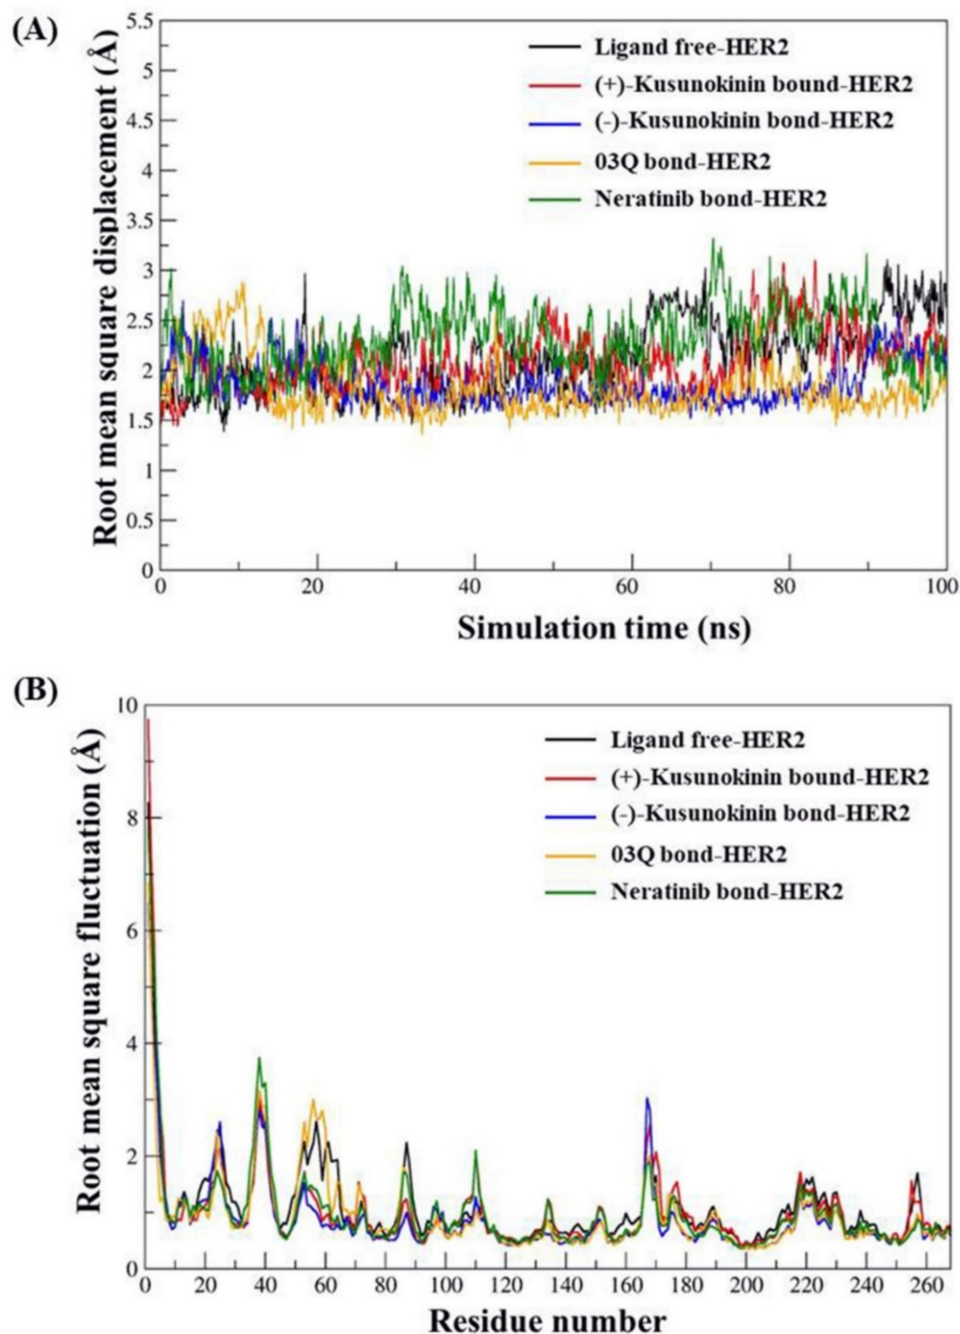 (A)
Root mean square displacement (Å)
5.5
5
4.5
4
3.5
3
2.5
2
1.5
1
0.5
0
Ligand free-HER2
(+)-Kusunokinin bound-HER2
(-)-Kusunokinin bond-HER2
03Q bond-HER2
Neratinib bond-HER2
0 20 40 60 80 100
Simulation time (ns)
(B)
Root mean square fluctuation (Å)
10
8
6
4
2
0
Ligand free-HER2
(+)-Kusunokinin bound-HER2
(-)-Kusunokinin bond-HER2
03Q bond-HER2
Neratinib bond-HER2
0 20 40 60 80 100 120 140 160 180 200 220 240 260
Residue number